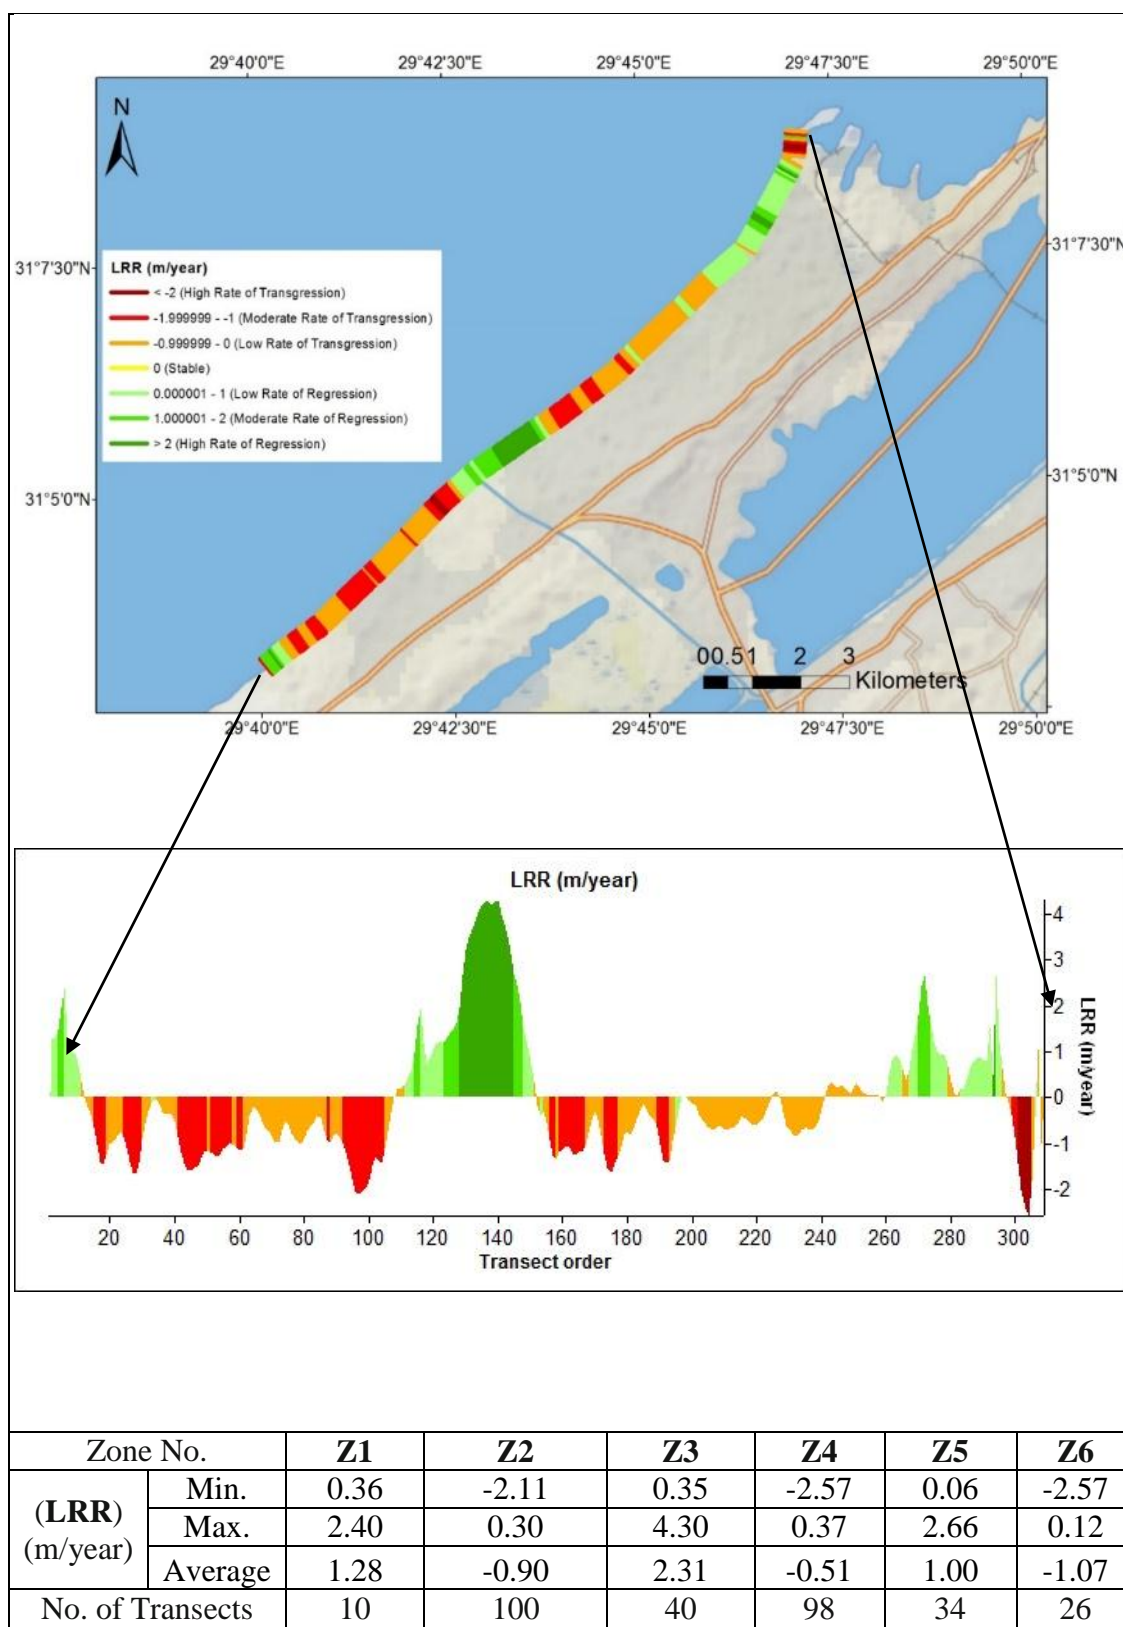 29°40'0"E 29°42'30"E 29°45'0"E 29°47'30"E 29°50'0"E
N
31°7'30"N 31°7'30"N
LRR (m/year)
< -2 (High Rate of Transgression)
-1.999999 - -1 (Moderate Rate of Transgression)
-0.999999 - 0 (Low Rate of Transgression)
0 (Stable)
0.000001 - 1 (Low Rate of Regression)
1.000001 - 2 (Moderate Rate of Regression)
> 2 (High Rate of Regression)
31°5'0"N 31°5'0"N
00.51 2 3
Kilometers
29°40'0"E 29°42'30"E 29°45'0"E 29°47'30"E 29°50'0"E
LRR (m/year)
4
3
2
1
0
-1
-2
LRR (m/year)
20 40 60 80 100 120 140 160 180 200 220 240 260 280 300
Transect order
Zone No. Z1 Z2 Z3 Z4 Z5 Z6
(LRR) (m/year)
Min. 0.36 -2.11 0.35 -2.57 0.06 -2.57
Max. 2.40 0.30 4.30 0.37 2.66 0.12
Average 1.28 -0.90 2.31 -0.51 1.00 -1.07
No. of Transects 10 100 40 98 34 26